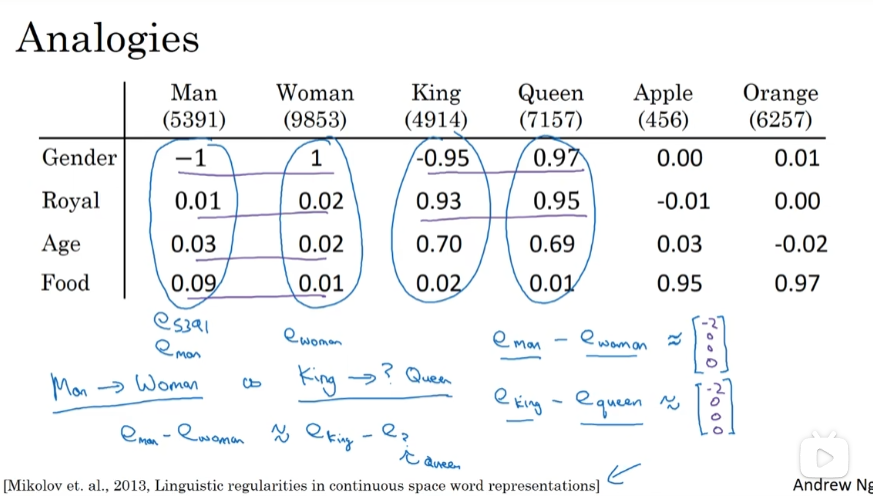 Analogies
Man Woman King Queen Apple Orange
(5391) (9853) (4914) (7157) (456) (6257)
Gender −1 1 -0.95 0.97 0.00 0.01
Royal 0.01 0.02 0.93 0.95 -0.01 0.00
Age 0.03 0.02 0.70 0.69 0.03 -0.02
Food 0.09 0.01 0.02 0.01 0.95 0.97
e5391
eman ewoman
eman - ewoman ≈ [-2 0 0 0]
Man → Woman as King → ? Queen
eking - equeen ≈ [-2 0 0 0]
eman - ewoman ≈ eking - e?
↑ Queen
[Mikolov et. al., 2013, Linguistic regularities in continuous space word representations]
Andrew Ng